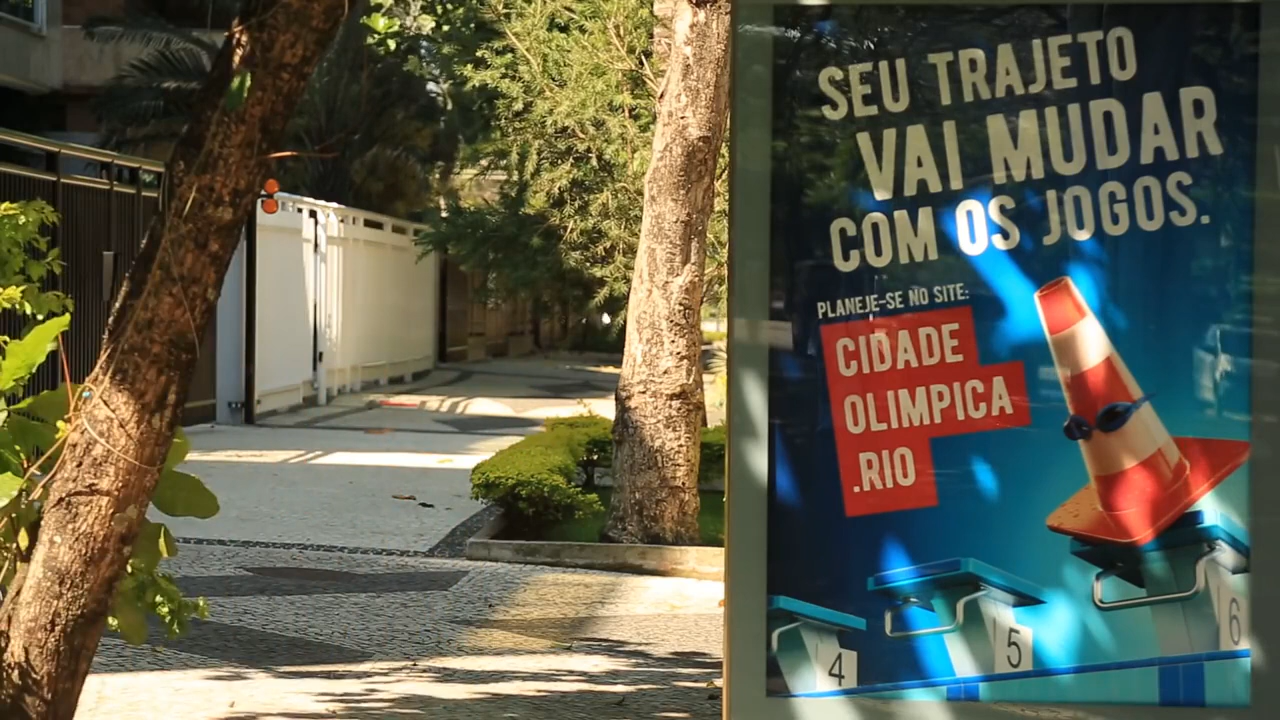 SEU TRAJETO
VAI MUDAR
COM OS JOGOS.
PLANEJE-SE NO SITE:
CIDADE
OLIMPICA
.RIO
4
5
6